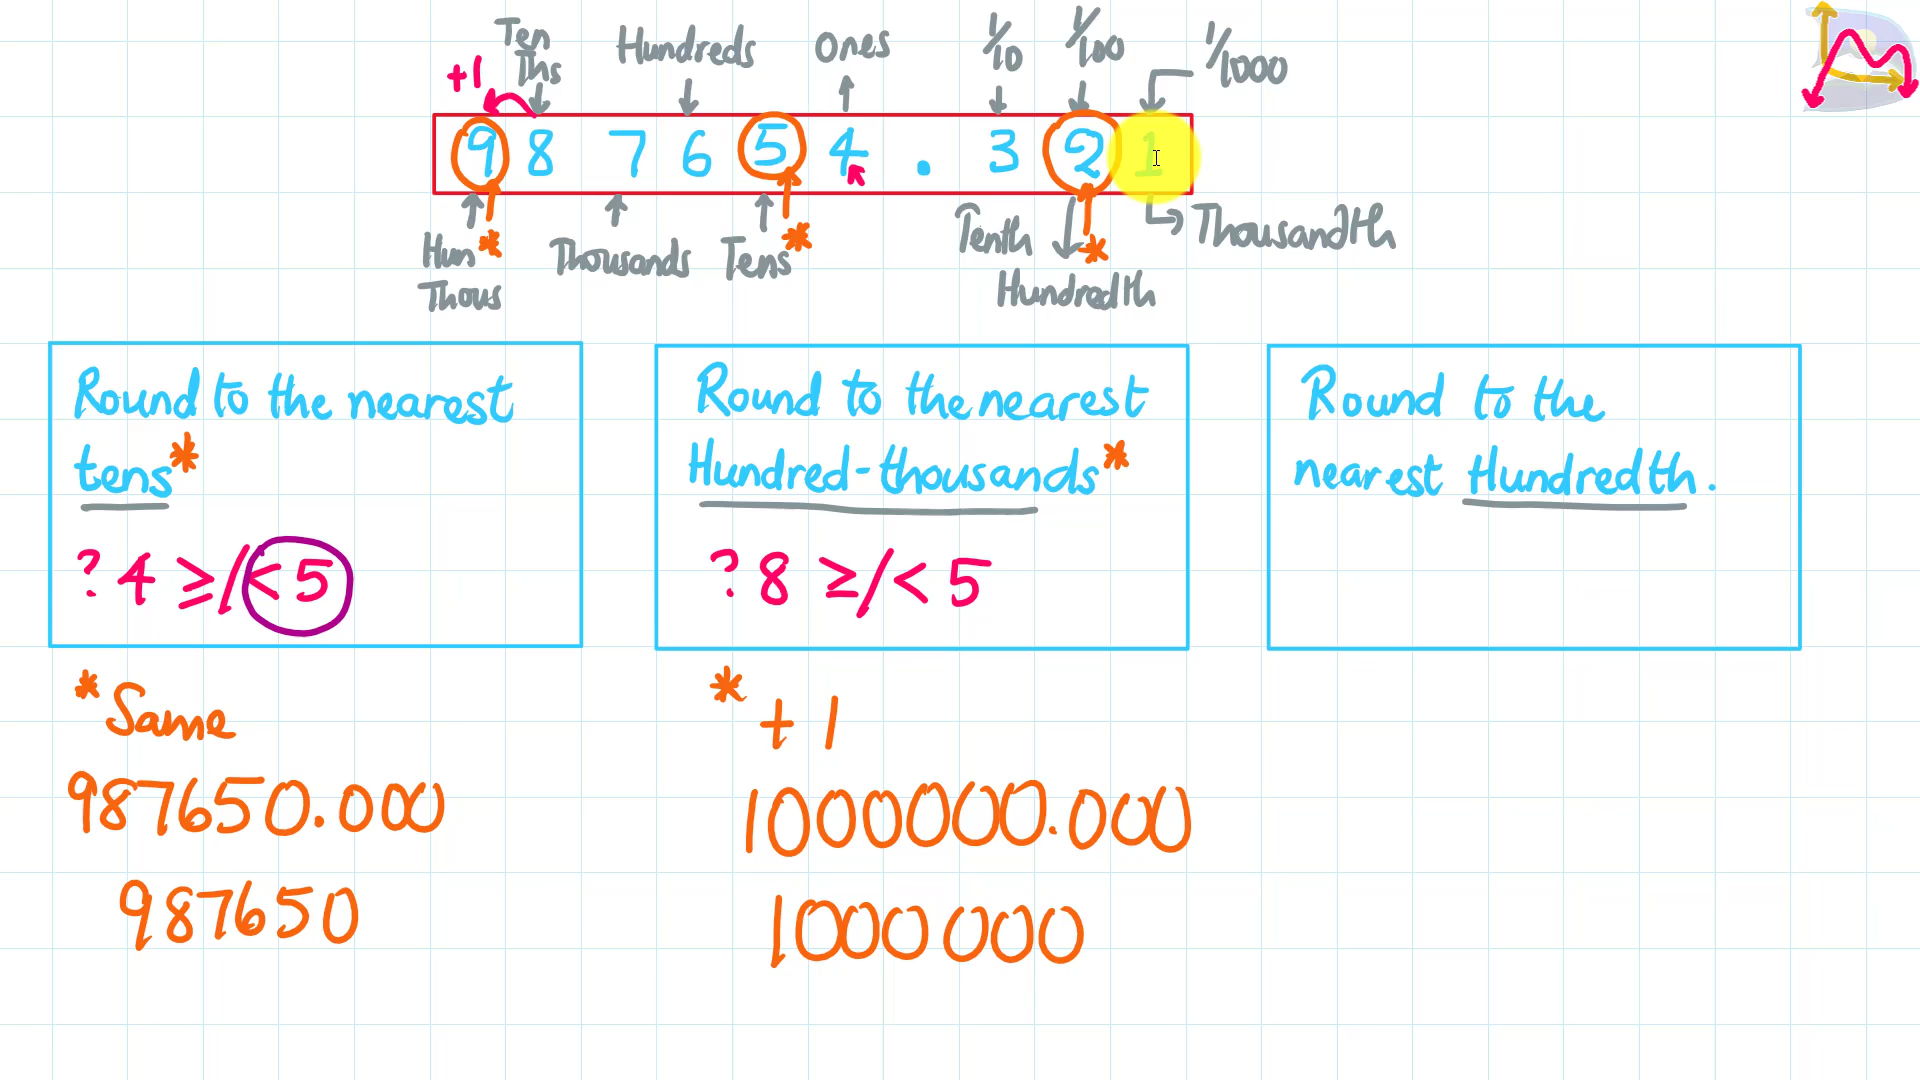 Ten Ths
+1
Hundreds
Ones
1/10
1/100
1/1000
9 8 7 6 5 4 . 3 2 1
Hun*
Thous
Thousands
Tens*
Tenth
*
Hundredth
Thousandth
Round to the nearest
tens*
? 4 ≥/< 5
Round to the nearest
Hundred-thousands*
? 8 ≥/< 5
Round to the
nearest Hundredth.
*Same
987650.000
987650
* +1
1000000.000
1000000